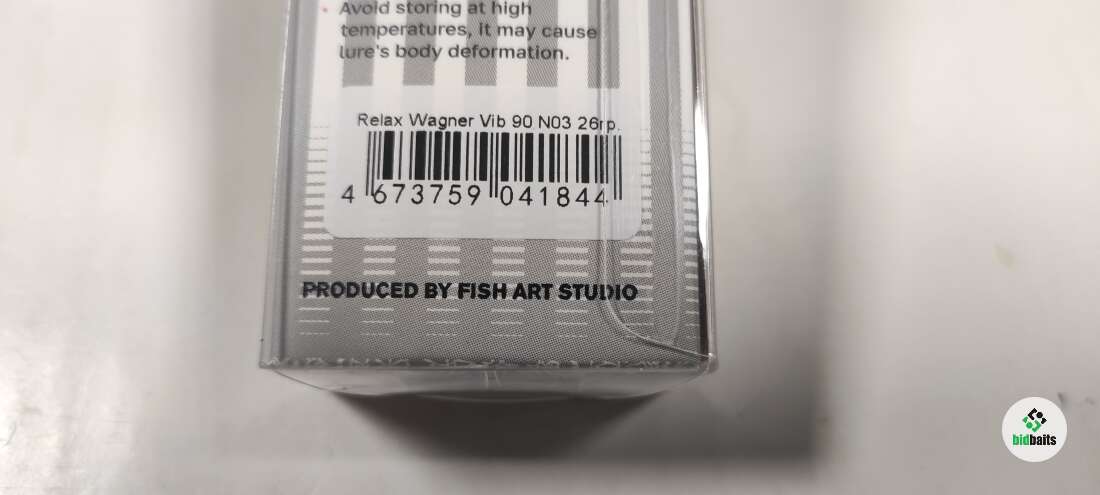 Avoid storing at high
temperatures, it may cause
lure's body deformation.
Relax Wagner Vib 90 N03 26гр.
4 673759 041844
PRODUCED BY FISH ART STUDIO
bidbaits